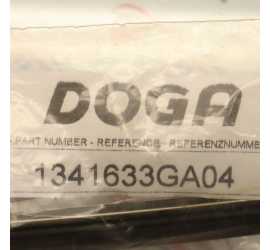 DOGA
PART NUMBER - REFERENCE - REFERENZNUMME
1341633GA04